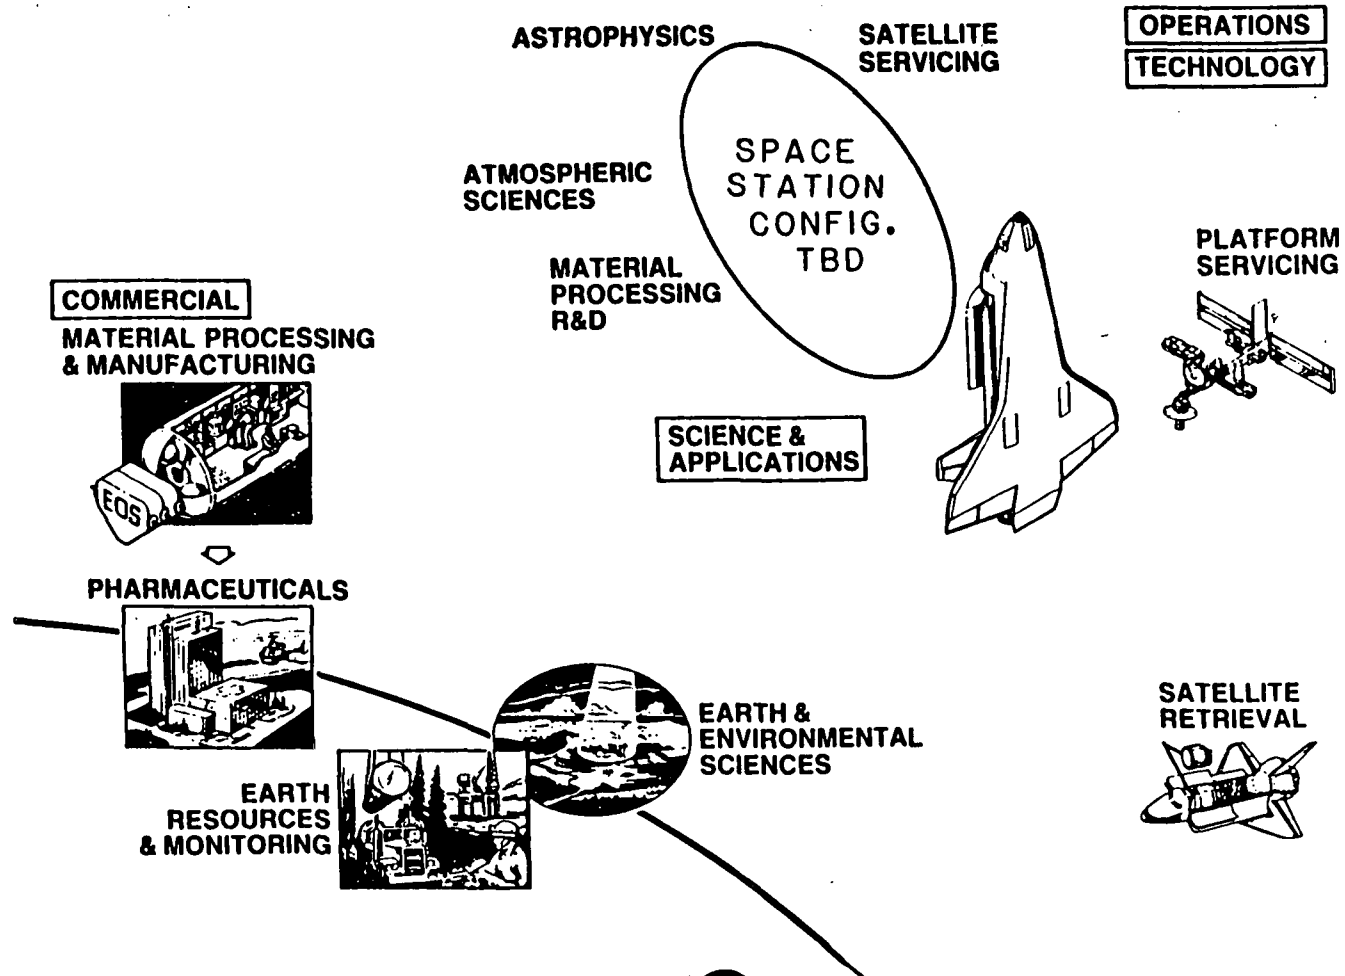 ASTROPHYSICS
SATELLITE
SERVICING
OPERATIONS
TECHNOLOGY
SPACE
STATION
CONFIG.
TBD
ATMOSPHERIC
SCIENCES
MATERIAL
PROCESSING
R&D
PLATFORM
SERVICING
COMMERCIAL
MATERIAL PROCESSING
& MANUFACTURING
EOS
SCIENCE &
APPLICATIONS
PHARMACEUTICALS
EARTH &
ENVIRONMENTAL
SCIENCES
EARTH
RESOURCES
& MONITORING
SATELLITE
RETRIEVAL